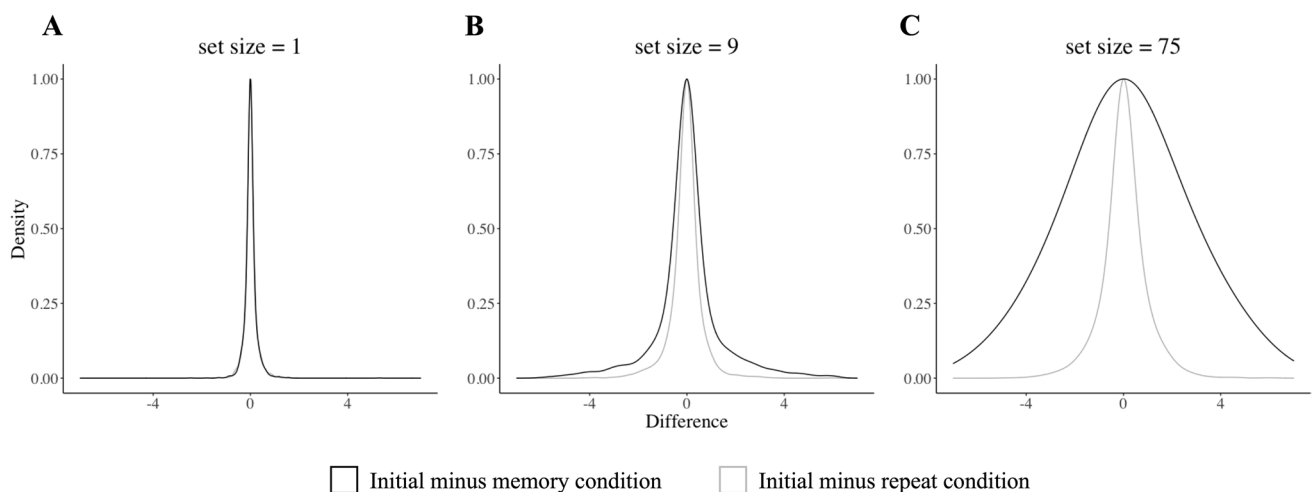 A
set size = 1
1.00
0.75
0.50
0.25
0.00
-4
0
4
Density
B
set size = 9
1.00
0.75
0.50
0.25
0.00
-4
0
4
Difference
C
set size = 75
1.00
0.75
0.50
0.25
0.00
-4
0
4
Initial minus memory condition
Initial minus repeat condition